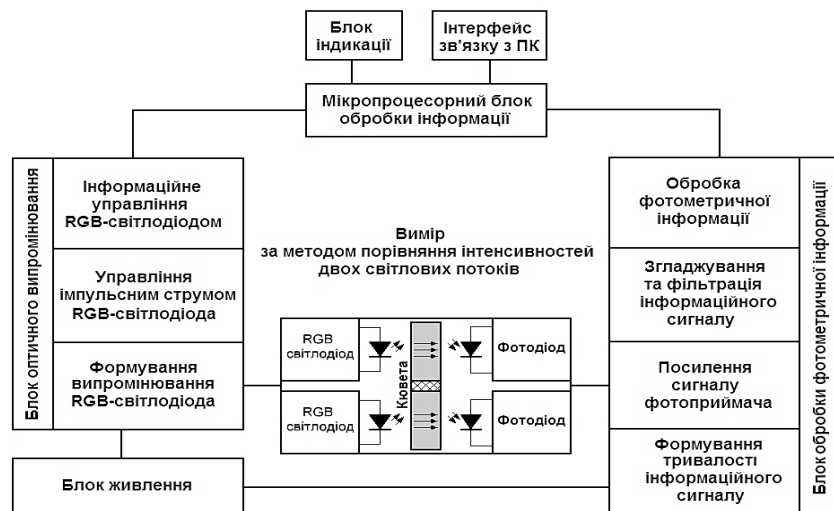 Блок
індикації
Інтерфейс
зв'язку з ПК
Мікропроцесорний блок
обробки інформації
Блок оптичного випромінювання
Інформаційне
управління
RGB-світлодіодом
Управління
імпульсним струмом
RGB-світлодіода
Формування
випромінювання
RGB-світлодіода
Блок живлення
Вимір
за методом порівняння інтенсивностей
двох світлових потоків
RGB
світлодіод
RGB
світлодіод
Кювета
Фотодіод
Фотодіод
Обробка
фотометричної
інформації
Згладжування
та фільтрація
інформаційного
сигналу
Посилення
сигналу
фотоприймача
Формування
тривалості
інформаційного
сигналу
Блок обробки фотометричної інформації